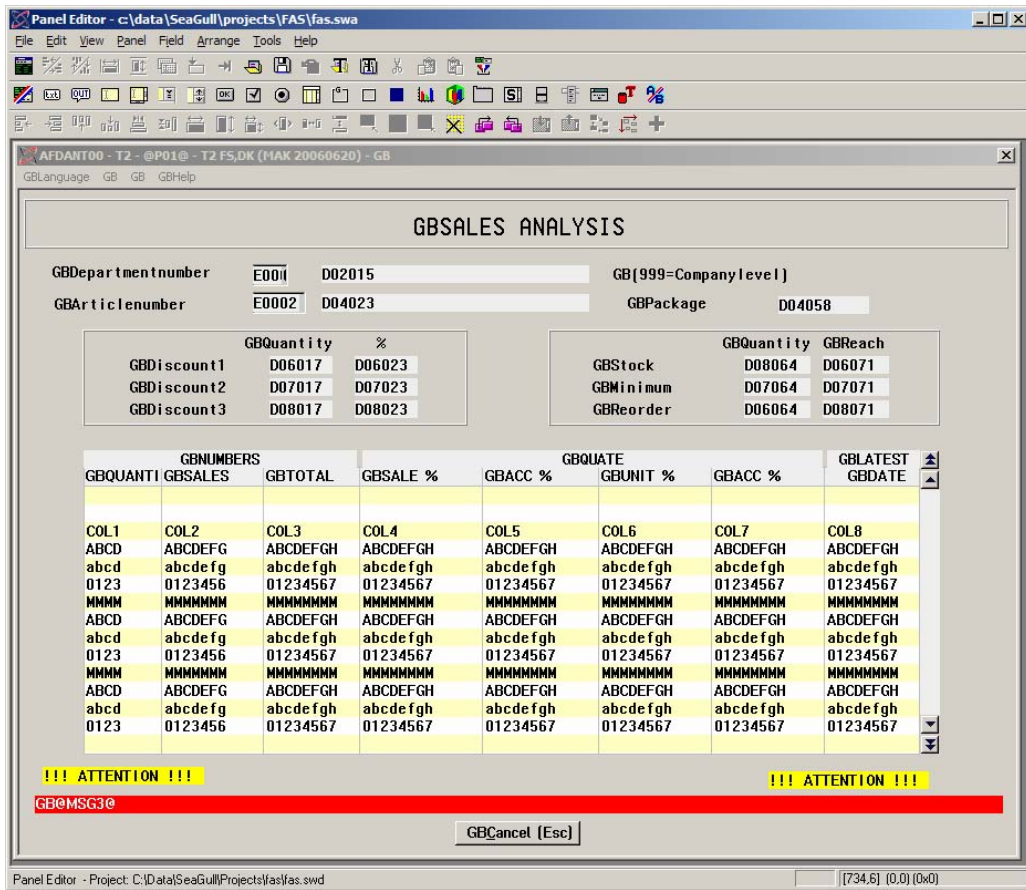 Panel Editor - c:\data\SeaGull\projects\FAS\fas.swa
File Edit View Panel Field Arrange Tools Help
AFDANT00 - T2 - @P01@ - T2 FS,DK (MAK 20060620) - GB
GBLanguage GB GB GBHelp
GBSALES ANALYSIS
GBDepartmentnumber D02015 GB(999=Companylevel)
GBArticlenumber E0002 D04023 GBPackage D04058
GBQuantity % GBQuantity GBReach
GBDiscount1 D06017 D06023 GBStock D08064 D06071
GBDiscount2 D07017 D07023 GBMinimum D07064 D07071
GBDiscount3 D08017 D08023 GBReorder D06064 D08071
GBNUMBERS GBQUATE GBLATEST
GBQUANTI GBSALES GBTOTAL GBSALE % GBACC % GBUNIT % GBACC % GBDATE
COL1 COL2 COL3 COL4 COL5 COL6 COL7 COL8
ABCD ABCDEFG ABCDEFGH ABCDEFGH ABCDEFGH ABCDEFGH ABCDEFGH ABCDEFGH
abcd abcdefg abcdefgh abcdefgh abcdefgh abcdefgh abcdefgh abcdefgh
0123 0123456 01234567 01234567 01234567 01234567 01234567 01234567
MMMM MMMMMMM MMMMMMMM MMMMMMMM MMMMMMMM MMMMMMMM MMMMMMMM MMMMMMMM
ABCD ABCDEFG ABCDEFGH ABCDEFGH ABCDEFGH ABCDEFGH ABCDEFGH ABCDEFGH
abcd abcdefg abcdefgh abcdefgh abcdefgh abcdefgh abcdefgh abcdefgh
0123 0123456 01234567 01234567 01234567 01234567 01234567 01234567
MMMM MMMMMMM MMMMMMMM MMMMMMMM MMMMMMMM MMMMMMMM MMMMMMMM MMMMMMMM
ABCD ABCDEFG ABCDEFGH ABCDEFGH ABCDEFGH ABCDEFGH ABCDEFGH ABCDEFGH
abcd abcdefg abcdefgh abcdefgh abcdefgh abcdefgh abcdefgh abcdefgh
0123 0123456 01234567 01234567 01234567 01234567 01234567 01234567
!!! ATTENTION !!! !!! ATTENTION !!!
GB@MSG3@
GBCancel (Esc)
Panel Editor - Project: C:\Data\SeaGull\Projects\fas\fas.swd [734,6] (0,0) (0x0)